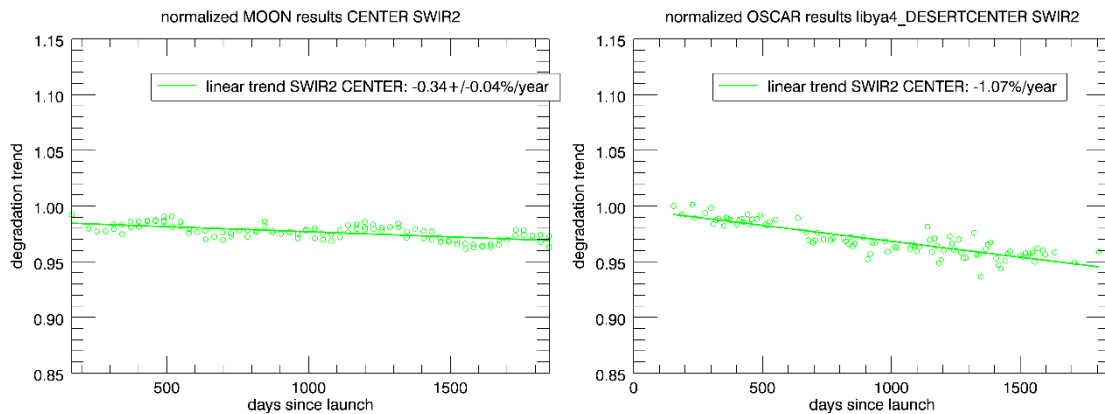 normalized MOON results CENTER SWIR2
1.15
linear trend SWIR2 CENTER: -0.34+/-0.04%/year
1.10
1.05
1.00
0.95
0.90
0.85
degradation trend
500
1000
1500
days since launch
normalized OSCAR results libya4_DESERTCENTER SWIR2
1.15
linear trend SWIR2 CENTER: -1.07%/year
1.10
1.05
1.00
0.95
0.90
0.85
degradation trend
0
500
1000
1500
days since launch